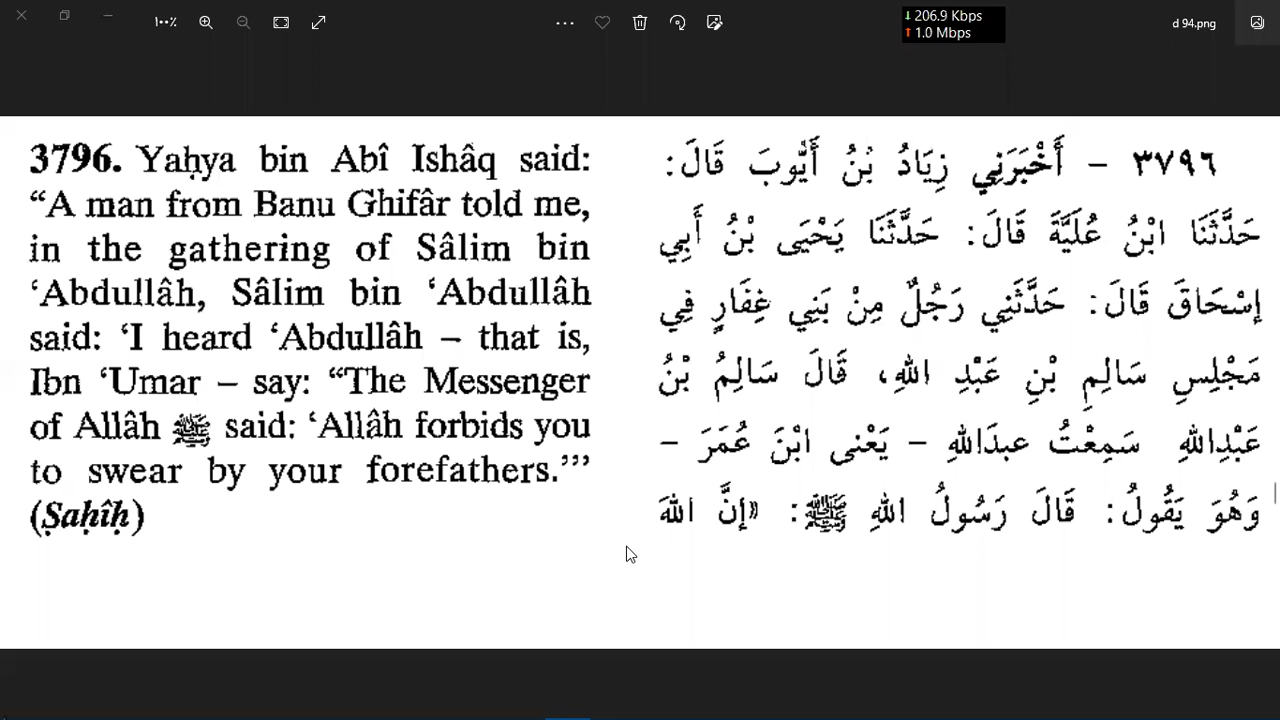 ١٠٠%
206.9 Kbps
1.0 Mbps
d 94.png
3796. Yaḥya bin Abî Ishâq said:
“A man from Banu Ghifâr told me,
in the gathering of Sâlim bin
‘Abdullâh, Sâlim bin ‘Abdullâh
said: ‘I heard ‘Abdullâh – that is,
Ibn ‘Umar – say: “The Messenger
of Allâh ﷺ said: ‘Allâh forbids you
to swear by your forefathers.’”’
(Ṣaḥîḥ)
٣٧٩٦ – أَخْبَرَنِي زِيَادُ بْنُ أَيُّوبَ قَالَ:
حَدَّثَنَا ابْنُ عُلَيَّةَ قَالَ: حَدَّثَنَا يَحْيَى بْنُ أَبِي
إِسْحَاقَ قَالَ: حَدَّثَنِي رَجُلٌ مِنْ بَنِي غِفَارٍ فِي
مَجْلِسِ سَالِمِ بْنِ عَبْدِ اللهِ، قَالَ سَالِمُ بْنُ
عَبْدِاللهِ سَمِعْتُ عبدَاللهِ – يَعْنى ابْنَ عُمَرَ –
وَهُوَ يَقُولُ: قَالَ رَسُولُ اللهِ ﷺ: «إنَّ اللهَ